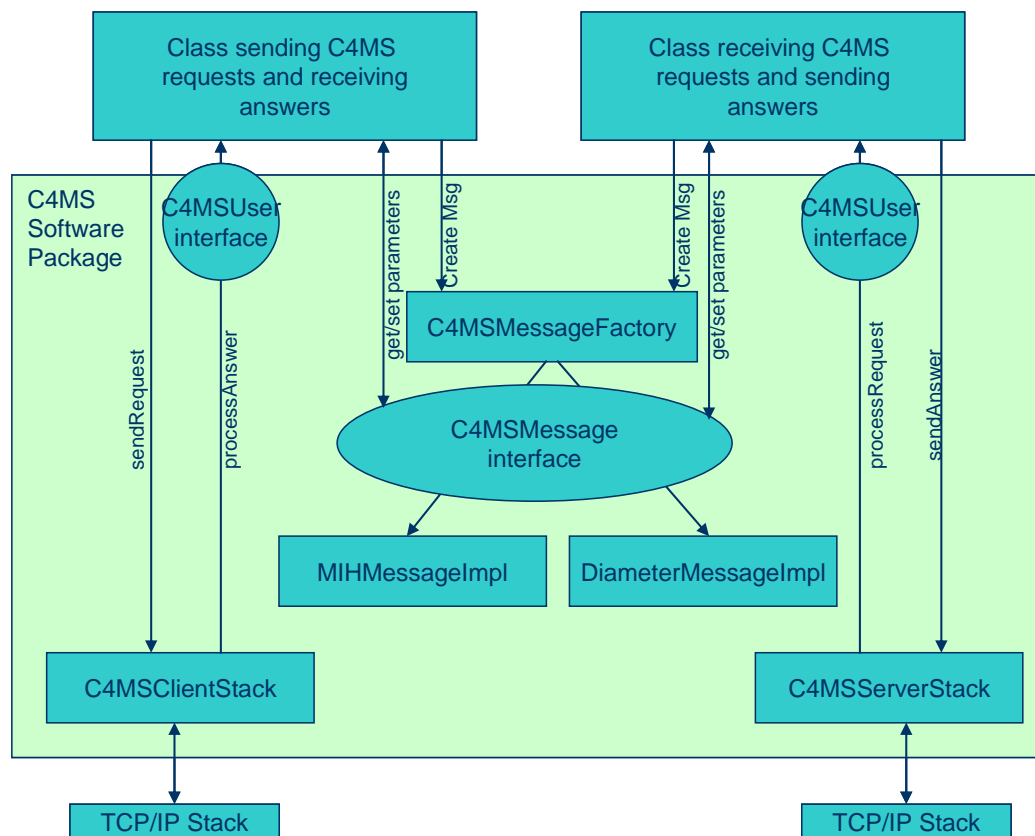 Class sending C4MS
requests and receiving
answers
Class receiving C4MS
requests and sending
answers
C4MS
Software
Package
C4MSUser
interface
C4MSUser
interface
sendRequest
processAnswer
get/set parameters
Create Msg
Create Msg
get/set parameters
processRequest
sendAnswer
C4MSMessageFactory
C4MSMessage
interface
MIHMessageImpl
DiameterMessageImpl
C4MSClientStack
C4MSServerStack
TCP/IP Stack
TCP/IP Stack